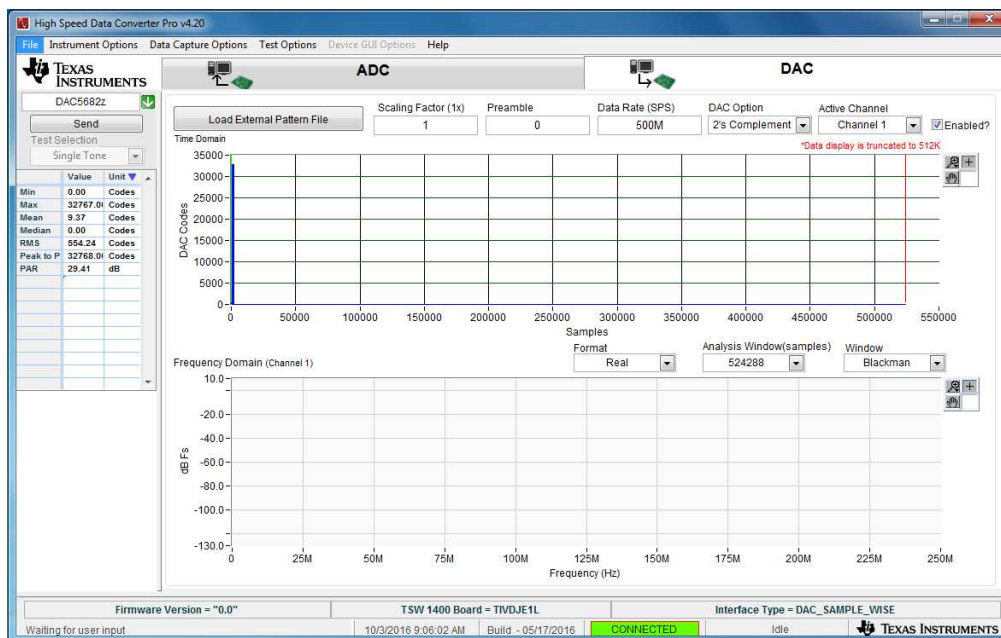 High Speed Data Converter Pro v4.20
File Instrument Options Data Capture Options Test Options Device GUI Options Help
TEXAS INSTRUMENTS
ADC
DAC
DAC5682z
Send
Test Selection
Single Tone
Value Unit
Min 0.00 Codes
Max 32767.0 Codes
Mean 9.37 Codes
Median 0.00 Codes
RMS 554.24 Codes
Peak to P 32768.0 Codes
PAR 29.41 dB
Load External Pattern File
Scaling Factor (1x) Preamble Data Rate (SPS) DAC Option Active Channel
1 0 500M 2's Complement Channel 1 Enabled?
Time Domain
*Data display is truncated to 512K
35000
30000
25000
20000
15000
10000
5000
0
DAC Codes
0 50000 100000 150000 200000 250000 300000 350000 400000 450000 500000 550000
Samples
Format Analysis Window(samples) Window
Real 524288 Blackman
Frequency Domain (Channel 1)
10.0
-20.0
-40.0
-60.0
-80.0
-100.0
-130.0
dB Fs
0 25M 50M 75M 100M 125M 150M 175M 200M 225M 250M
Frequency (Hz)
Firmware Version = "0.0" TSW 1400 Board = TIVDJE1L Interface Type = DAC_SAMPLE_WISE
Waiting for user input 10/3/2016 9:06:02 AM Build - 05/17/2016 CONNECTED Idle TEXAS INSTRUMENTS